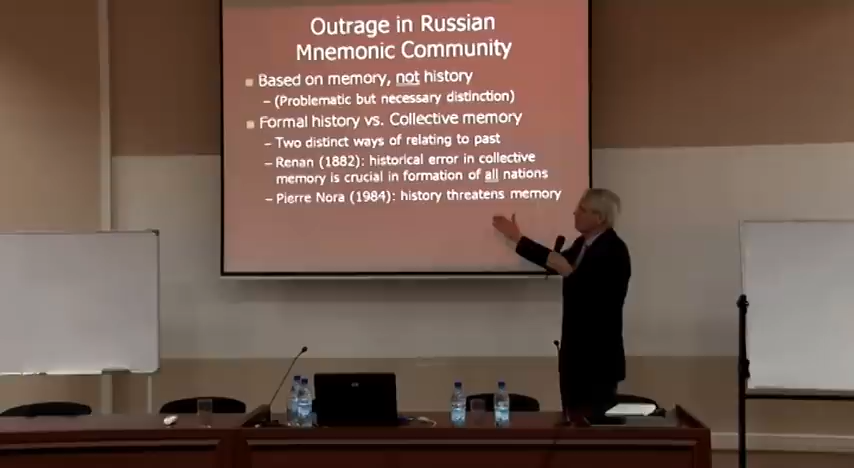 Outrage in Russian
Mnemonic Community
Based on memory, not history
– (Problematic but necessary distinction)
Formal history vs. Collective memory
– Two distinct ways of relating to past
– Renan (1882): historical error in collective
memory is crucial in formation of all nations
– Pierre Nora (1984): history threatens memory